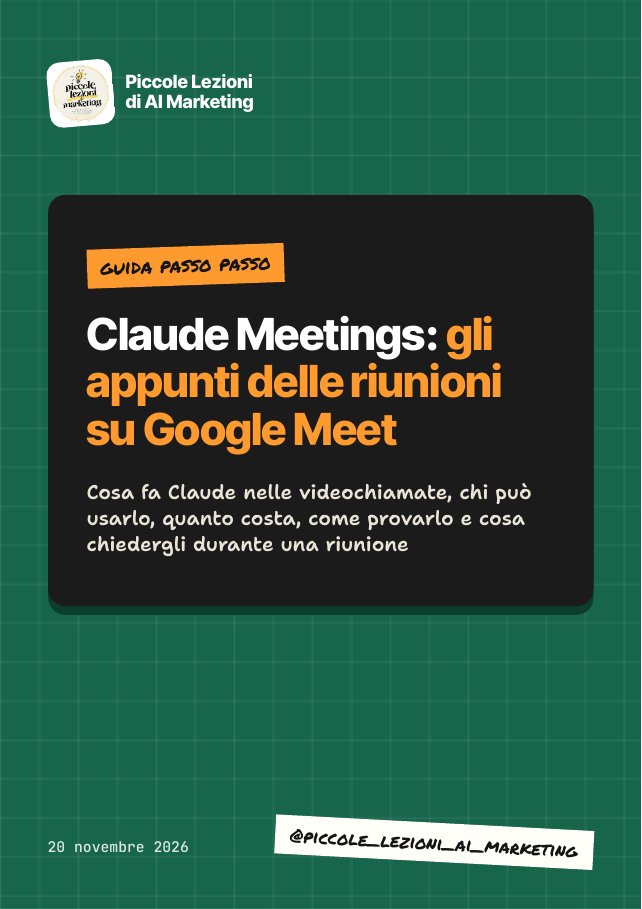 piccole
lezioni
marketing
Piccole Lezioni
di AI Marketing
GUIDA PASSO PASSO
Claude Meetings: gli
appunti delle riunioni
su Google Meet
Cosa fa Claude nelle videochiamate, chi può
usarlo, quanto costa, come provarlo e cosa
chiedergli durante una riunione
20 novembre 2026
@PICCOLE_LEZIONI_AI_MARKETING